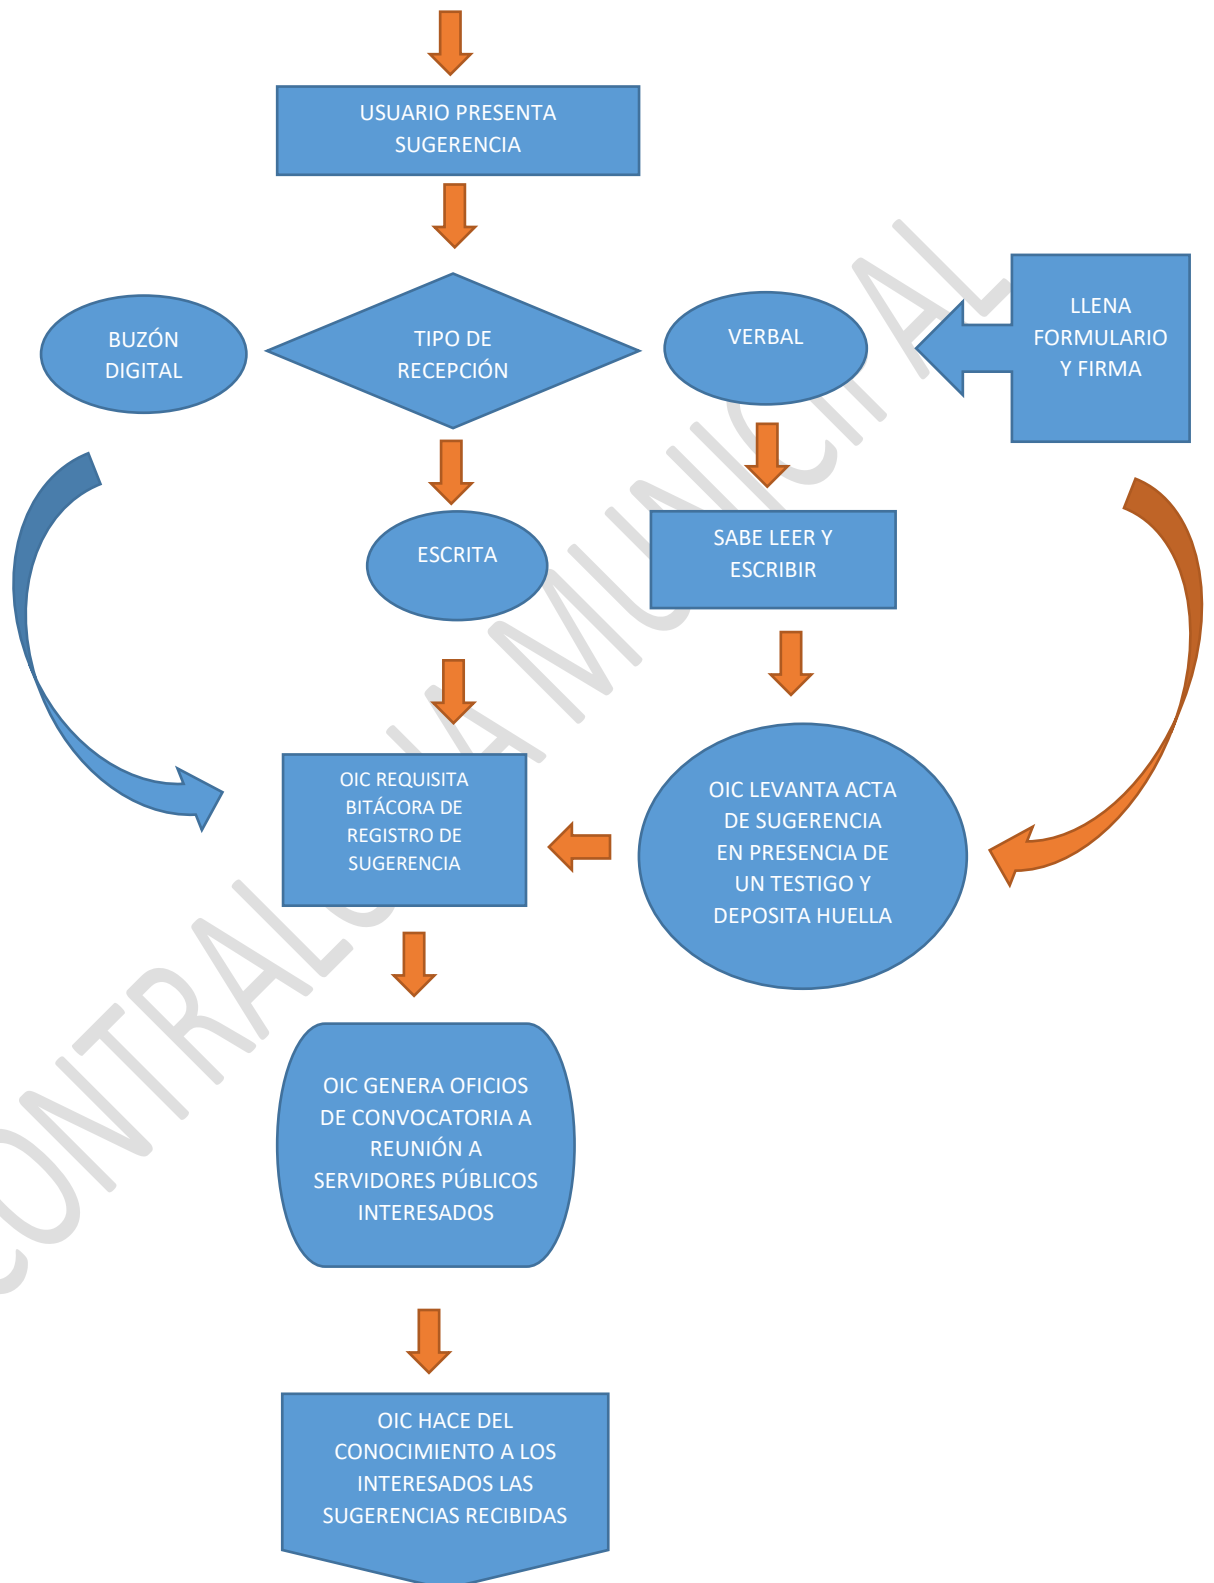 USUARIO PRESENTA
SUGERENCIA
BUZÓN
DIGITAL
TIPO DE
RECEPCIÓN
VERBAL
LLENA
FORMULARIO
Y FIRMA
ESCRITA
SABE LEER Y
ESCRIBIR
OIC REQUISITA
BITÁCORA DE
REGISTRO DE
SUGERENCIA
OIC LEVANTA ACTA
DE SUGERENCIA
EN PRESENCIA DE
UN TESTIGO Y
DEPOSITA HUELLA
OIC GENERA OFICIOS
DE CONVOCATORIA A
REUNIÓN A
SERVIDORES PÚBLICOS
INTERESADOS
OIC HACE DEL
CONOCIMIENTO A LOS
INTERESADOS LAS
SUGERENCIAS RECIBIDAS
CONTRALORIA MUNICIPAL